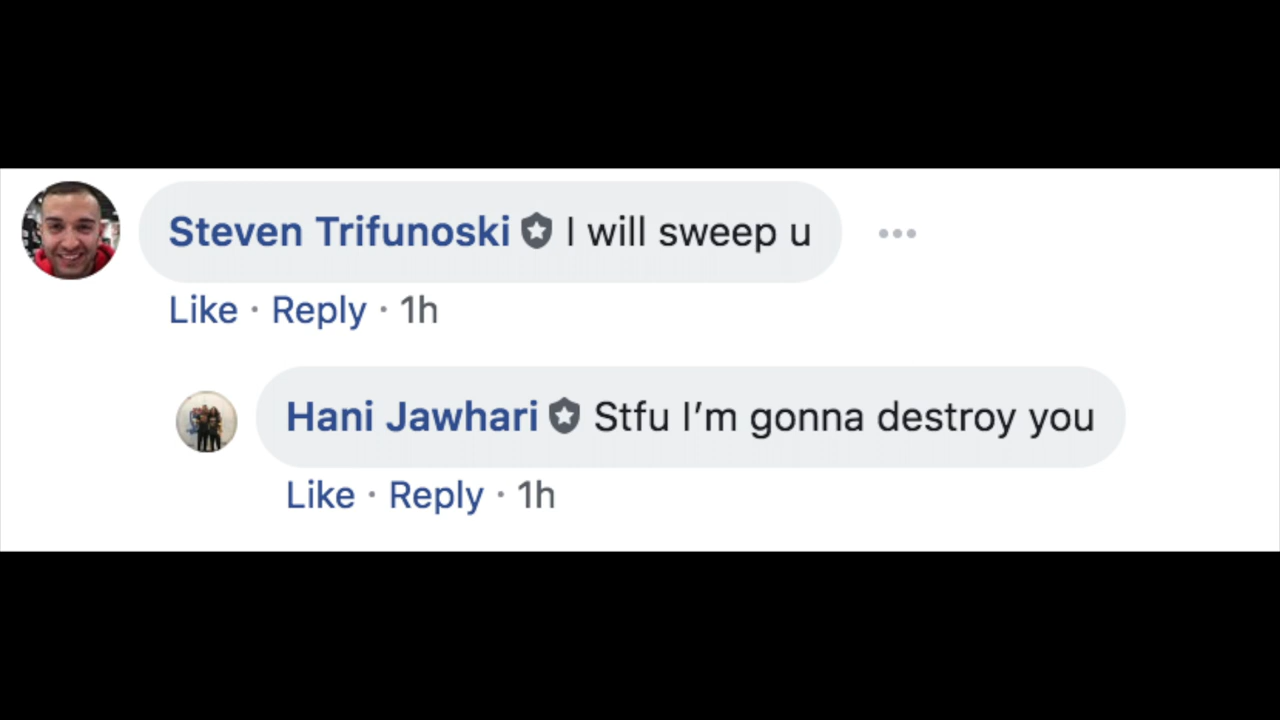 Steven Trifunoski I will sweep u
Like · Reply · 1h
Hani Jawhari Stfu I’m gonna destroy you
Like · Reply · 1h